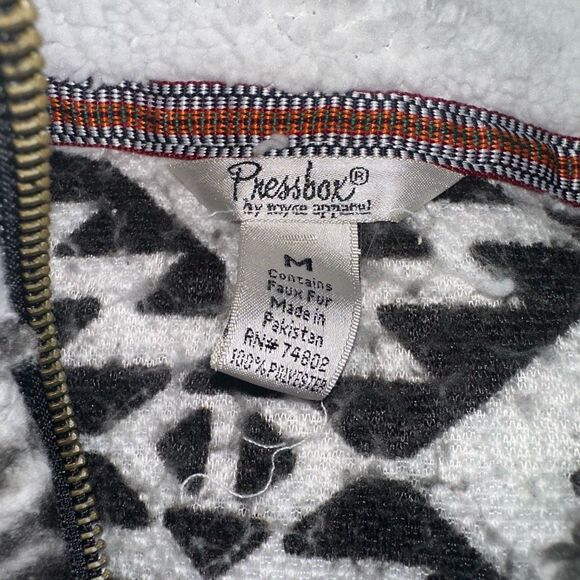 Pressbox®
by royce apparel
M
Contains
Faux Fur
Made in
Pakistan
RN# 74802
100% POLYESTER